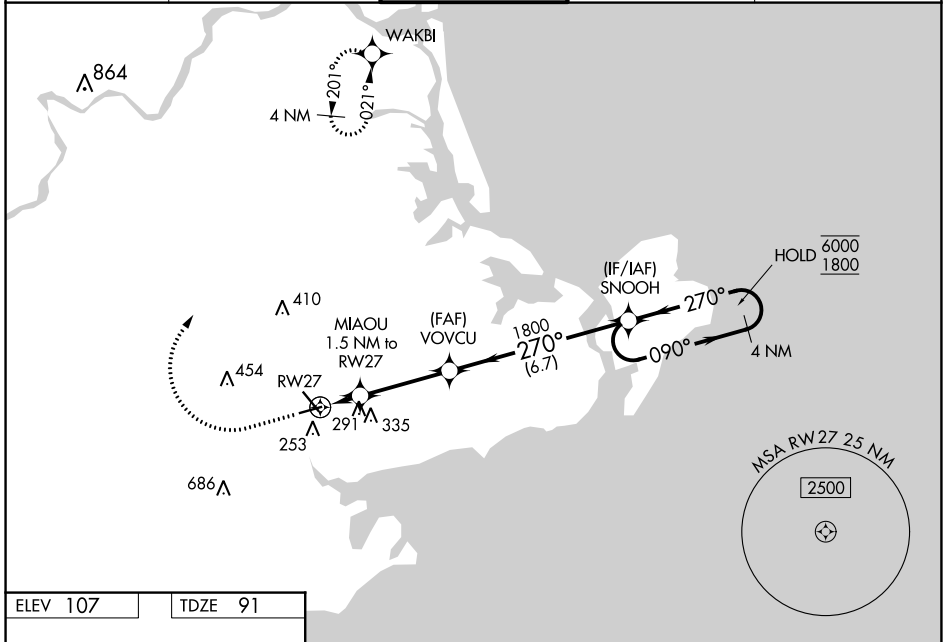 WAKBI
864
201°
021°
4 NM
HOLD 6000
1800
(IF/IAF)
SNOOH
270°
090°
4 NM
410
MIAOU
1.5 NM to
RW27
(FAF)
VOVCU
1800
270°
(6.7)
454
RW27
291
335
253
686
MSA RW27 25 NM
2500
ELEV 107
TDZE 91